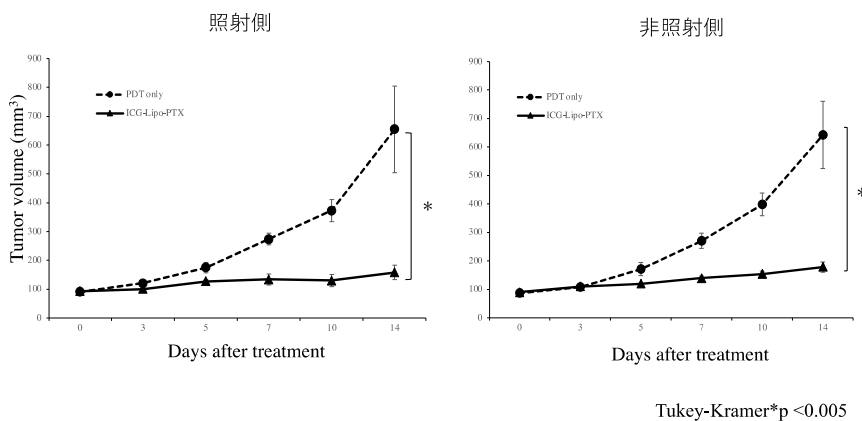 照射側
900
800
700
600
500
400
300
200
100
0
Tumor volume (mm³)
PDT only
ICG-Lipo-PTX
*
0 3 5 7 10 14
Days after treatment
非照射側
900
800
700
600
500
400
300
200
100
0
PDT only
ICG-Lipo-PTX
*
0 3 5 7 10 14
Days after treatment
Tukey-Kramer*p <0.005